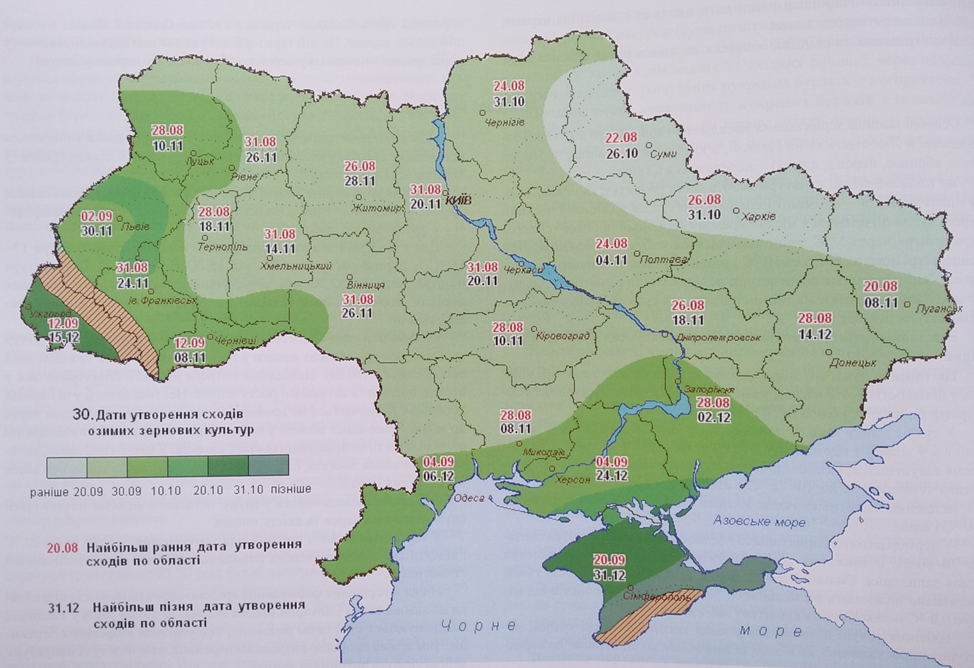 24.08
31.10
Чернігів
22.08
26.10
Суми
28.08
10.11
Луцьк
31.08
26.11
Рівне
26.08
28.11
Житомир
31.08
20.11
КИЇВ
26.08
31.10
Харків
02.09
30.11
Львів
28.08
18.11
Тернопіль
31.08
14.11
Хмельницький
24.08
04.11
Полтава
31.08
24.11
Ів. Франківськ
31.08
20.11
Черкаси
Вінниця
31.08
26.11
20.08
08.11
Луганськ
Ужгород
12.09
15.12
12.09
08.11
Чернівці
28.08
10.11
Кіровоград
26.08
18.11
Дніпропетровськ
28.08
14.12
Донецьк
Запоріжжя
28.08
02.12
28.08
08.11
Миколаїв
04.09
06.12
Одеса
04.09
24.12
Херсон
Азовське море
20.09
31.12
Сімферополь
Чорне море
30. Дати утворення сходів
озимих зернових культур
раніше 20.09 30.09 10.10 20.10 31.10 пізніше
20.08 Найбільш рання дата утворення
сходів по області
31.12 Найбільш пізня дата утворення
сходів по області